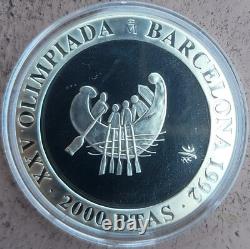 XXV OLIMPIADA BARCELONA 1992
2000 PTAS